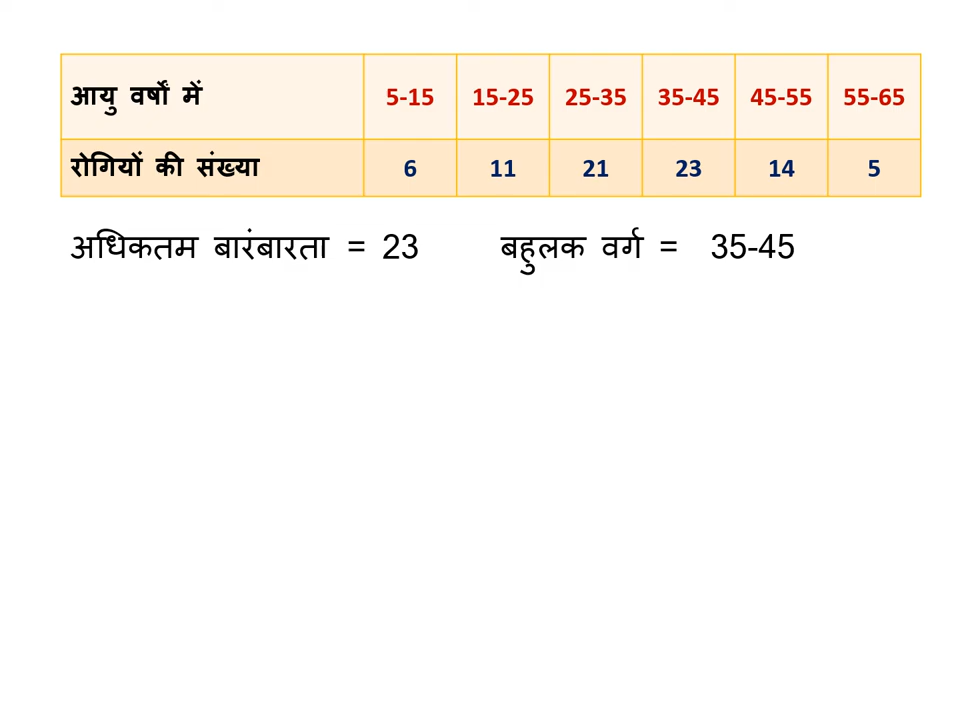 आयु वर्षों में 5-15 15-25 25-35 35-45 45-55 55-65
रोगियों की संख्या 6 11 21 23 14 5
अधिकतम बारंबारता = 23 बहुलक वर्ग = 35-45